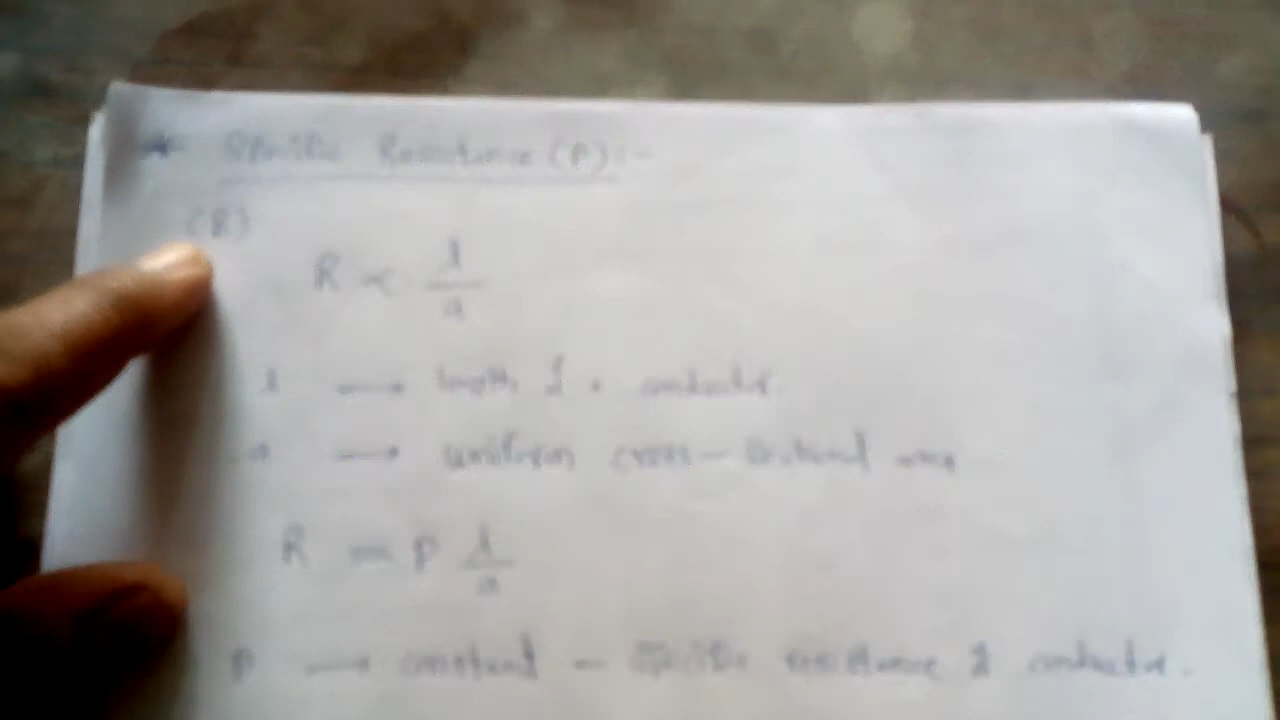 * Specific Resistance (ρ):-
(R)
R ∝ l/a
l → length of a conductor
a → uniform cross-sectional area
R = ρ l/a
ρ → constant - specific resistance of conductor.